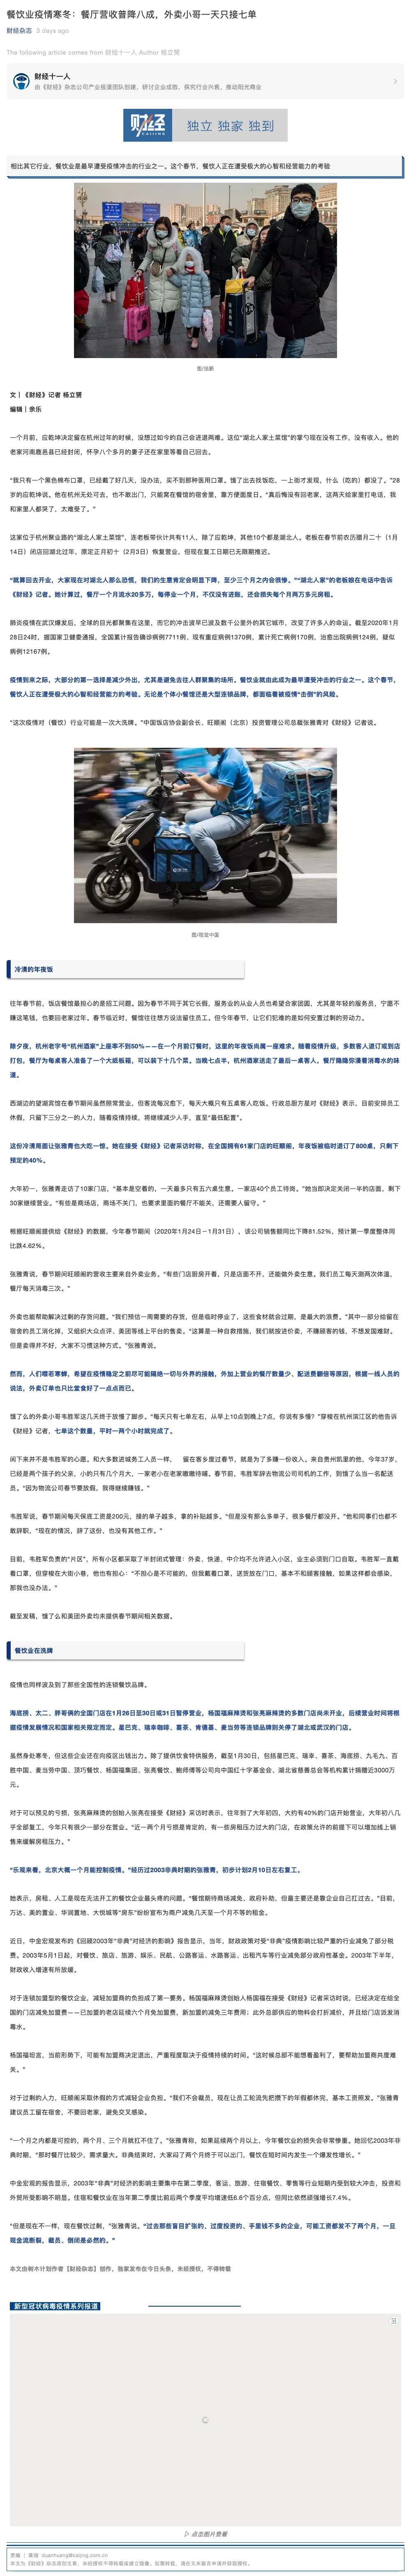 餐饮业疫情寒冬：餐厅营收普降八成，外卖小哥一天只接七单
财经杂志 3 days ago
The following article comes from 财经十一人 Author 杨立赟
财经十一人
由《财经》杂志公司产业报道团队创建，研讨企业成败，探究行业兴衰，推动阳光商业
财经
CAIJING
独立 独家 独到
相比其它行业，餐饮业是最早遭受疫情冲击的行业之一。这个春节，餐饮人正在遭受极大的心智和经营能力的考验
图/法新
文丨《财经》记者 杨立赟
编辑丨余乐
一个月前，应乾坤决定留在杭州过年的时候，没想过如今的自己会进退两难。这位“湖北人家土菜馆”的掌勺现在没有工作，没有收入。他的
老家河南鹿邑县已经封闭，怀孕八个多月的妻子还在家里等着自己回去。
“我只有一个黑色棉布口罩，已经戴了好几天，没办法，买不到那种医用口罩。饿了出去找饭吃，一上街才发现，什么（吃的）都没了。”28
岁的应乾坤说。他在杭州无处可去，也不敢出门，只能窝在餐馆的宿舍里，靠方便面度日。“真后悔没有回老家，这两天给家里打电话，我
和家里人都哭了，太难受了。”
这家位于杭州聚业路的“湖北人家土菜馆”，连老板带伙计共有11人，除了应乾坤，其他10个都是湖北人。老板在春节前农历腊月二十（1月
14日）闭店回湖北过年，原定正月初十（2月3日）恢复营业，但现在复工日期已无限期推迟。
“就算回去开业，大家现在对湖北人那么恐慌，我们的生意肯定会明显下降，至少三个月之内会很惨。”“湖北人家”的老板娘在电话中告诉
《财经》记者。她计算过，餐厅一个月流水20多万，每停业一个月，不仅没有进账，还会损失每个月两万多元房租。
肺炎疫情在武汉爆发后，全球的目光都聚焦在这里，而它的冲击波早已波及数千公里外的其它城市，改变了许多人的命运。截至2020年1月
28日24时，据国家卫健委通报，全国累计报告确诊病例7711例，现有重症病例1370例，累计死亡病例170例，治愈出院病例124例，疑似
病例12167例。
疫情到来之际，大部分的第一选择是减少外出，尤其是避免去往人群聚集的场所。餐饮业就由此成为最早遭受冲击的行业之一。这个春节，
餐饮人正在遭受极大的心智和经营能力的考验。无论是个体小餐馆还是大型连锁品牌，都面临着被疫情“击倒”的风险。
“这次疫情对（餐饮）行业可能是一次大洗牌。”中国饭店协会副会长、旺顺阁（北京）投资管理公司总裁张雅青对《财经》记者说。
图/视觉中国
冷清的年夜饭
往年春节前，饭店餐馆最担心的是招工问题。因为春节不同于其它长假，服务业的从业人员也希望合家团圆，尤其是年轻的服务员，宁愿不
赚这笔钱，也要回老家过年。春节临近时，餐馆往往想方设法留住员工。但今年春节，让它们犯难的是如何安置过剩的劳动力。
除夕夜，杭州老字号“杭州酒家”上座率不到50%——在一个月前订餐时，这里的年夜饭尚属一座难求。随着疫情升级，多数客人退订或到店
打包，餐厅为每桌客人准备了一个大纸板箱，可以装下十几个菜。当晚七点半，杭州酒家送走了最后一桌客人，餐厅隐隐弥漫着消毒水的味
道。
西湖边的望湖宾馆在春节期间虽然照常营业，但客流每况愈下，每天大概只有五桌客人吃饭。行政总厨方是对《财经》表示，目前安排员工
休假，只留下三分之一的人力，随着疫情持续，将继续减少人手，直至“最低配置”。
这份冷清局面让张雅青也大吃一惊。她在接受《财经》记者采访时称，在全国拥有61家门店的旺顺阁，年夜饭被临时退订了800桌，只剩下
预定的40%。
大年初一，张雅青走访了10家门店，“基本是空着的，一天最多只有五六桌生意。一家店40个员工待岗。”她当即决定关闭一半的店面，剩下
30家继续营业。“有些是商场店，商场不关门，也要求里面的餐厅不能关，还需要人留守。”
根据旺顺阁提供给《财经》的数据，今年春节期间（2020年1月24日－1月31日），该公司销售额同比下降81.52%，预计第一季度整体同
比跌4.62%。
张雅青说，春节期间旺顺阁的营收主要来自外卖业务。“有些门店厨房开着，只是店面不开、还能做外卖生意。我们员工每天测两次体温，
餐厅每天消毒三次。”
外卖也能帮助解决过剩的存货问题。“我们预估一周需要的存货，但是临时停业了，这些食材就会过期，是最大的浪费。”其中一部分给留在
宿舍的员工消化掉，又组织大众点评、美团等线上平台的售卖。“这算是一种自救措施，我们就按进价卖，不赚顾客的钱，不想发国难财。
但是卖得并不好，大家不习惯这种方式。”张雅青说。
然而，人们噤若寒蝉，希望在疫情稳定之前尽可能隔绝一切与外界的接触，外加上营业的餐厅数量少、配送费翻倍等原因，根据一线人员的
说法，外卖订单也只比堂食好了一点点而已。
饿了么的外卖小哥韦胜军这几天终于放慢了脚步。“每天只有七单左右，从早上10点到晚上7点，你说有多慢？”穿梭在杭州滨江区的他告诉
《财经》记者，七单这个数量，平时一两个小时就完成了。
闲下来并不是韦胜军的心愿。和大多数进城务工人员一样， 留在客乡度过春节，就是为了多赚一份收入。来自贵州凯里的他，今年37岁，
已经是两个孩子的父亲，小的只有几个月大，一家老小在老家嗷嗷待哺。春节前，韦胜军辞去物流公司司机的工作，到饿了么当一名配送
员。“因为物流公司春节要放假，我得继续赚钱。”
韦胜军说，春节期间每天保底工资是200元，接的单子越多，拿的补贴越多。“但是没有那么多单子，很多餐厅都没开。”他和同事们也都不
敢辞职，“现在的情况，辞了这份，也没有其他工作。”
目前，韦胜军负责的“片区”，所有小区都采取了半封闭式管理：外卖、快递、中介均不允许进入小区，业主必须到门口自取。韦胜军一直戴
着口罩，但穿梭在大街小巷，他也有担心：“不担心是不可能的，但我戴着口罩，送货放在门口，基本不和顾客接触，如果这样都会感染，
那我也没办法。”
截至发稿，饿了么和美团外卖均未提供春节期间相关数据。
餐饮业在洗牌
疫情也同样波及到了那些全国性的连锁餐饮品牌。
海底捞、太二、胖哥俩的全国门店在1月26日至30日或31日暂停营业，杨国福麻辣烫和张亮麻辣烫的多数门店尚未开业，后续营业时间将根
据疫情发展情况和国家相关规定而定。星巴克、瑞幸咖啡、喜茶、肯德基、麦当劳等连锁品牌则关停了湖北或武汉的门店。
虽然身处寒冬，但这些企业还在向疫区出钱出力。除了提供饮食特供服务，截至1月30日，包括星巴克、瑞幸、喜茶、海底捞、九毛九、百
胜中国、麦当劳中国、顶巧餐饮、杨国福集团、张亮餐饮、鲍师傅等公司向中国红十字基金会、湖北省慈善总会等机构累计捐赠近3000万
元。
对于可以预见的亏损，张亮麻辣烫的创始人张亮在接受《财经》采访时表示，往年到了大年初四，大约有40%的门店开始营业，大年初八几
乎全部复工，今年只有很少一部分在营业。“近一两个月亏损是肯定的，有一些房租压力过大的门店，在政策允许的前提下可以增加线上销
售来缓解房租压力。”
“乐观来看，北京大概一个月能控制疫情。”经历过2003非典时期的张雅青，初步计划2月10日左右复工。
她表示，房租、人工是现在无法开工的餐饮企业最头疼的问题。“餐馆期待商场减免、政府补助，但最主要还是靠企业自己扛过去。”日前，
万达、美的置业、华润置地、大悦城等“房东”纷纷宣布为商户减免几天至一个月不等的租金。
近日，中金宏观发布的《回顾2003年“非典”对经济的影响》报告显示，当年，财政政策对受“非典”疫情影响比较严重的行业减免了部分税
费。2003年5月1日起，对餐饮、旅店、旅游、娱乐、民航、公路客运、水路客运、出租汽车等行业减免部分政府性基金。2003年下半年，
财政收入增速有所放缓。
对于连锁加盟型的餐饮企业，减轻加盟商的负担成了第一要务。杨国福麻辣烫创始人杨国福在接受《财经》记者采访时说，已经决定在给全
国的门店减免加盟费——已加盟的老店延续六个月免加盟费，新加盟的减免三年费用；此外总部供应的物料会打折减价，并且给门店派发消
毒水。
杨国福坦言，当前形势下，可能有加盟商决定退出，严重程度取决于疫情持续的时间。“这时候总部不能想着盈利了，要帮助加盟商共度难
关。”
对于过剩的人力，旺顺阁采取休假的方式减轻企业负担。“我们不会裁员，现在让员工轮流先把攒下的年假都休完，基本工资照发。”张雅青
建议员工留在宿舍，不要回老家，避免交叉感染。
“一个月之内都是可控的，两个月、三个月就扛不住了。”张雅青称，如果延续两个月以上，今年餐饮业的损失会非常惨重。她回忆2003年非
典时期，“那时餐厅比较少，需求量大。非典结束时，大家闷了两个月终于可以出门，餐饮在短时间内发生一个爆发性增长。”
中金宏观的报告显示，2003年“非典”对经济的影响主要集中在第二季度，客运、旅游、住宿餐饮、零售等行业短期内受到较大冲击，投资和
外贸所受影响不明显。住宿和餐饮业在当年第二季度比前后两个季度平均增速低6.6个百分点，但同比依然顽强增长7.4%。
“但是现在不一样，现在餐饮过剩，”张雅青说。“过去那些盲目扩张的、过度投资的、手里钱不多的企业，可能工资都发不了两个月，一旦
现金流断裂，裁员、倒闭是必然的。”
本文由树木计划作者【财经杂志】创作，独家发布在今日头条，未经授权，不得转载
新型冠状病毒疫情系列报道
▷ 点击图片查看
责编 | 黄端 duanhuang@caijing.com.cn
本文为《财经》杂志原创文章，未经授权不得转载或建立镜像。如需转载，请在文末留言申请并获取授权。